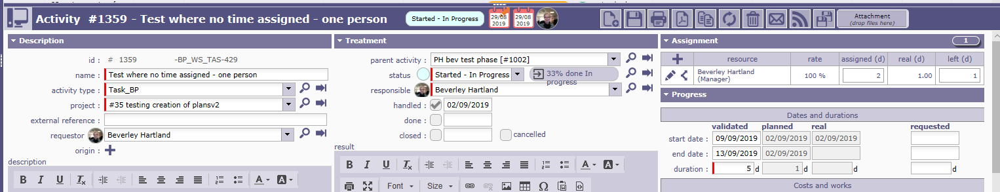 Activity #1359 - Test where no time assigned - one person
Started - In Progress
29/08
2019
29/08
2019
Attachment
(drop files here)
Description
id : # 1359 -BP_WS_TAS-429
name : Test where no time assigned - one person
activity type : Task_BP
project : #35 testing creation of plansv2
external reference :
requestor Beverley Hartland
origin :
description
B I U Tx
A A
Treatment
parent activity : PH bev test phase [#1002]
status Started - In Progress 33% done In
progress
responsible Beverley Hartland
handled : 02/09/2019
done :
closed : cancelled
result
B I U Tx
A A
Font Size Ω
Assignment 1
resource rate assigned (d) real (d) left (d)
Beverley Hartland
(Manager) 100 % 2 1.00 1
Progress
Dates and durations
validated planned real requested
start date : 09/09/2019 02/09/2019 02/09/2019
end date : 13/09/2019 02/09/2019
duration : 5 d 1 d d d
Costs and works